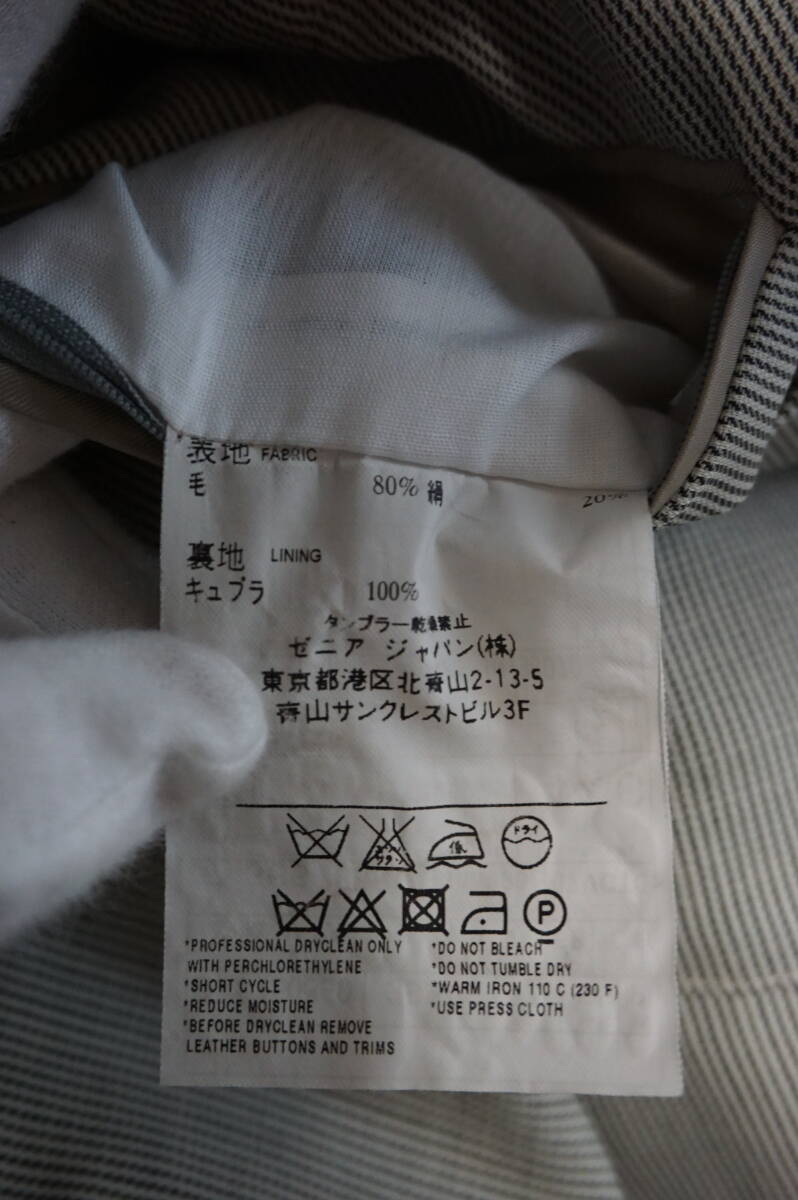 表地 FABRIC
毛 80% 絹 20%
裏地 LINING
キュプラ 100%
タンブラー乾燥禁止
ゼニア ジャパン(株)
東京都港区北青山2-13-5
青山サンクレストビル3F
低 ドライ
P
*PROFESSIONAL DRYCLEAN ONLY
WITH PERCHLORETHYLENE
*SHORT CYCLE
*REDUCE MOISTURE
*BEFORE DRYCLEAN REMOVE
LEATHER BUTTONS AND TRIMS
*DO NOT BLEACH
*DO NOT TUMBLE DRY
*WARM IRON 110 C (230 F)
*USE PRESS CLOTH